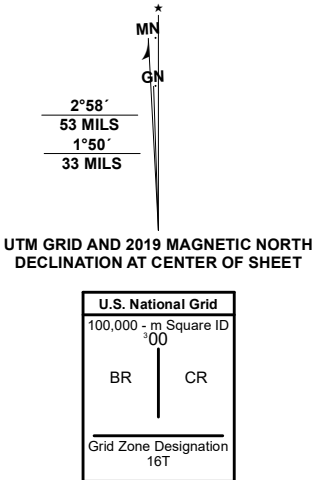 MN
GN
2°58´
53 MILS
1°50´
33 MILS
UTM GRID AND 2019 MAGNETIC NORTH
DECLINATION AT CENTER OF SHEET
U.S. National Grid
100,000 - m Square ID
³00
BR CR
Grid Zone Designation
16T